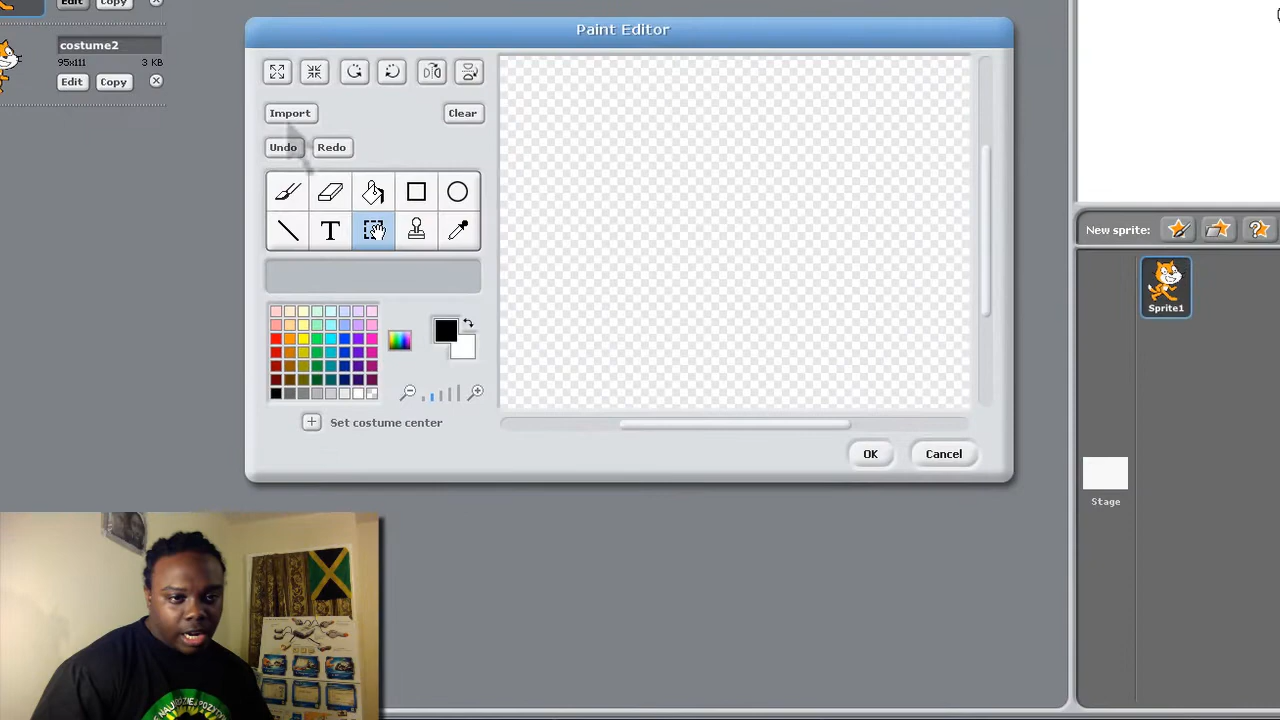 Edit
Copy
Paint Editor
costume2
95x111
3 KB
Edit
Copy
Import
Clear
Undo
Redo
T
Set costume center
OK
Cancel
New sprite:
Sprite1
Stage